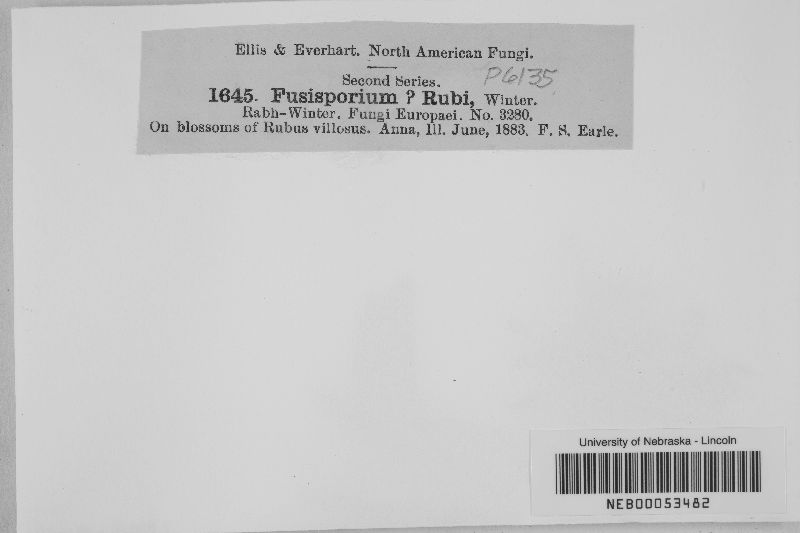 Ellis & Everhart. North American Fungi.
Second Series.
P6135
1645. Fusisporium ? Rubi, Winter.
Rabh-Winter. Fungi Europaei. No. 3280.
On blossoms of Rubus villosus. Anna, Ill. June, 1883. F. S. Earle.
University of Nebraska - Lincoln
NEB00053482